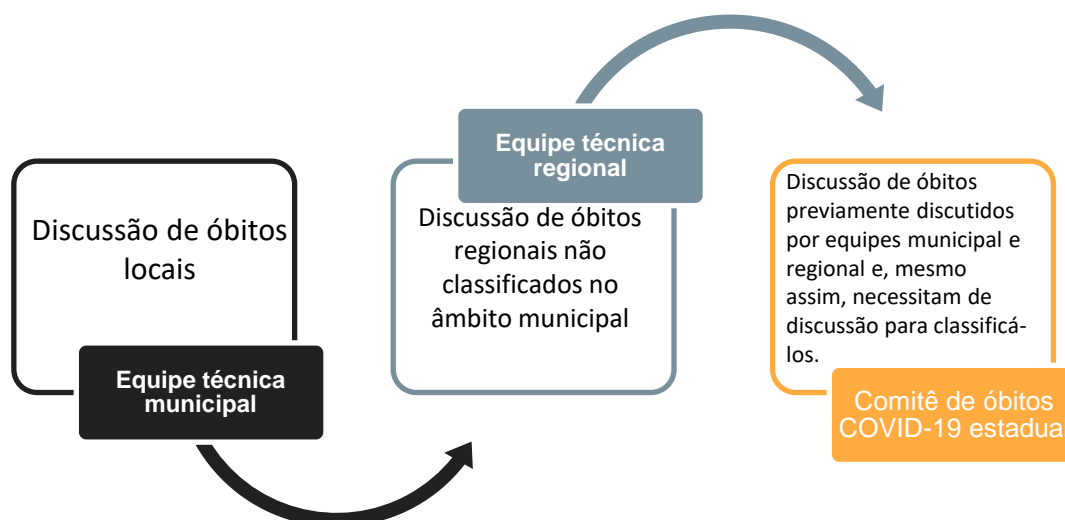 Discussão de óbitos
locais
Equipe técnica
municipal
Equipe técnica
regional
Discussão de óbitos
regionais não
classificados no
âmbito municipal
Discussão de óbitos
previamente discutidos
por equipes municipal e
regional e, mesmo
assim, necessitam de
discussão para classificá-
los.
Comitê de óbitos
COVID-19 estadua